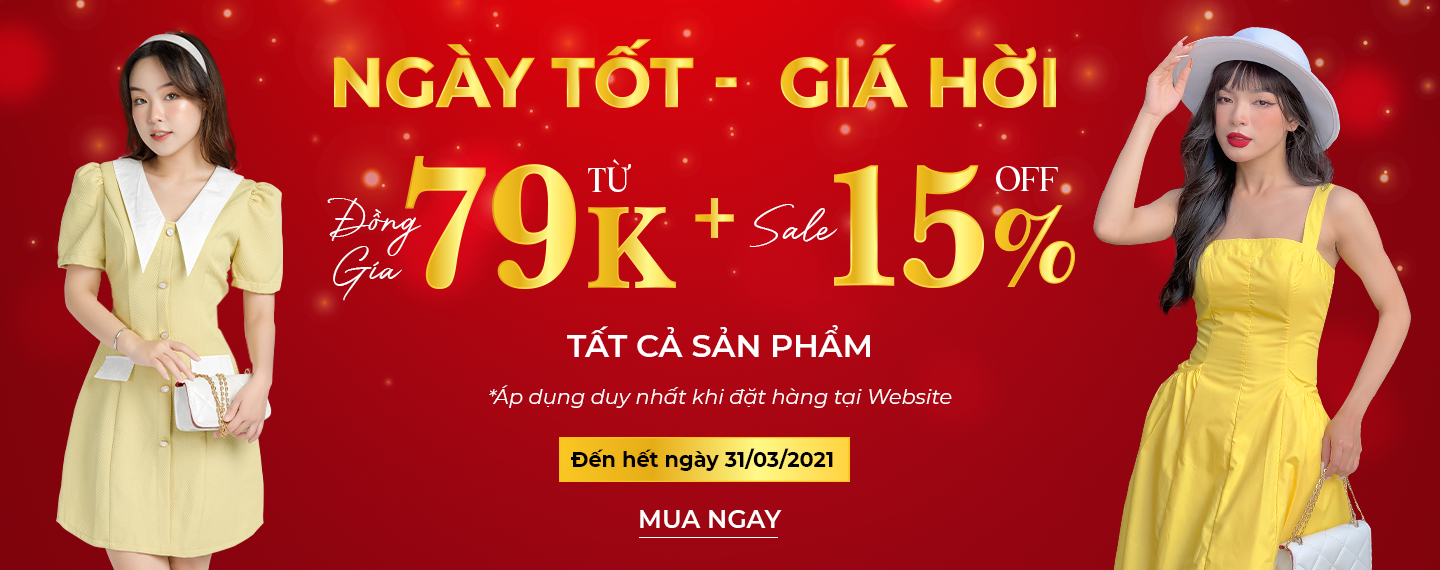 NGÀY TỐT - GIÁ HỜI
Đồng Gía 79K TỪ + Sale 15% OFF
TẤT CẢ SẢN PHẨM
*Áp dụng duy nhất khi đặt hàng tại Website
Đến hết ngày 31/03/2021
MUA NGAY